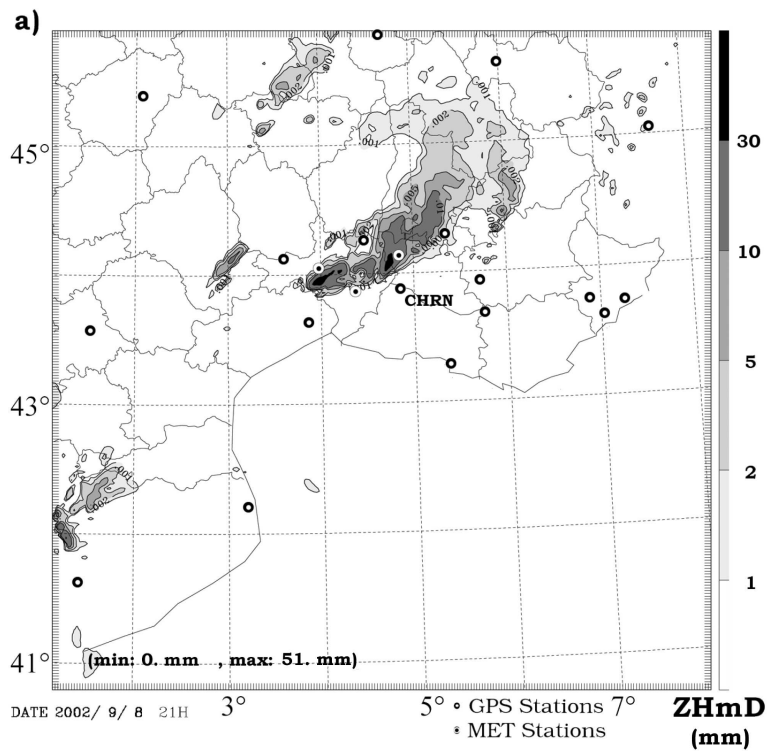 a)
45°
43°
41°
30
10
5
2
1
CHRN
(min: 0. mm , max: 51. mm)
DATE 2002/ 9/ 8 21H
3°
5°
7°
GPS Stations
MET Stations
ZHmD
(mm)